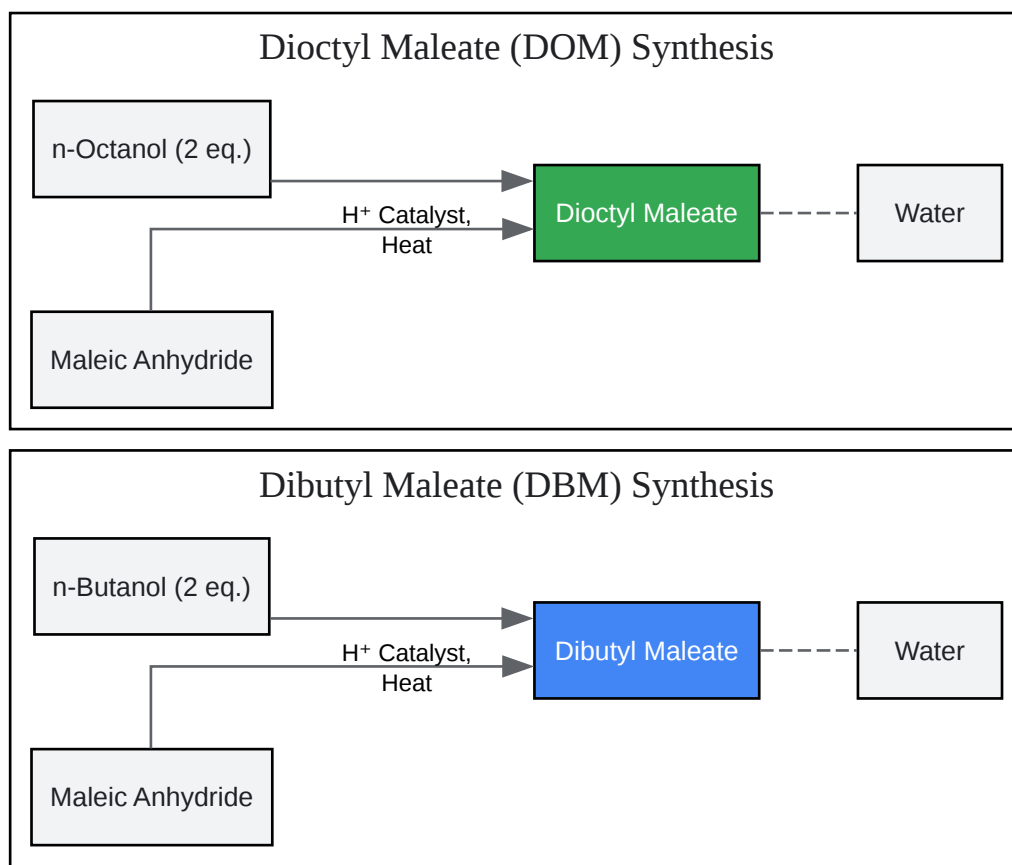 Dioctyl Maleate (DOM) Synthesis
n-Octanol (2 eq.)
H⁺ Catalyst,
Heat
Dioctyl Maleate
Water
Maleic Anhydride
Dibutyl Maleate (DBM) Synthesis
n-Butanol (2 eq.)
H⁺ Catalyst,
Heat
Dibutyl Maleate
Water
Maleic Anhydride